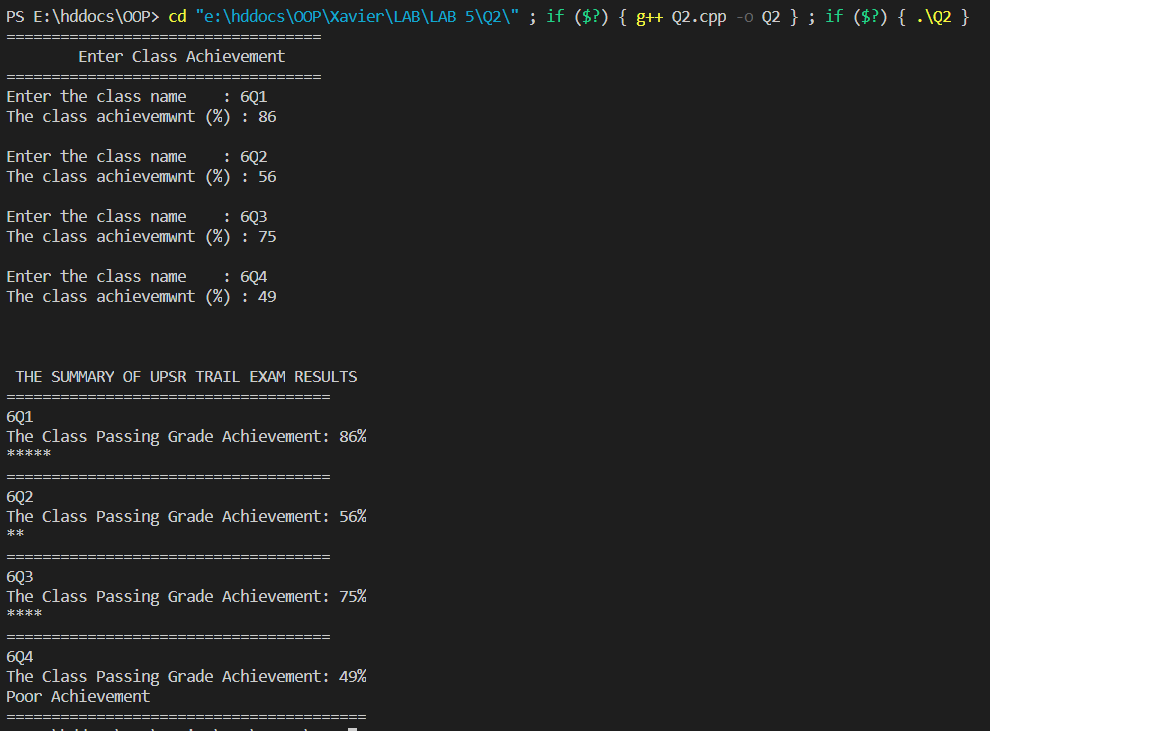 PS E:\hddocs\OOP> cd "e:\hddocs\OOP\Xavier\LAB\LAB 5\Q2\" ; if ($?) { g++ Q2.cpp -o Q2 } ; if ($?) { .\Q2 }
===================================
        Enter Class Achievement
===================================
Enter the class name    : 6Q1
The class achievemwnt (%) : 86

Enter the class name    : 6Q2
The class achievemwnt (%) : 56

Enter the class name    : 6Q3
The class achievemwnt (%) : 75

Enter the class name    : 6Q4
The class achievemwnt (%) : 49

 THE SUMMARY OF UPSR TRAIL EXAM RESULTS
====================================
6Q1
The Class Passing Grade Achievement: 86%
*****
====================================
6Q2
The Class Passing Grade Achievement: 56%
**
====================================
6Q3
The Class Passing Grade Achievement: 75%
****
====================================
6Q4
The Class Passing Grade Achievement: 49%
Poor Achievement
========================================